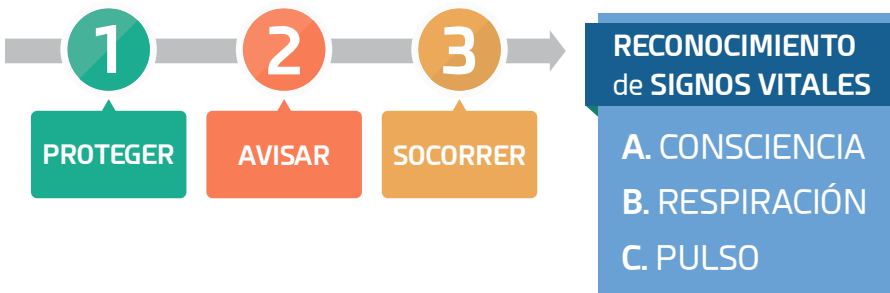 1
PROTEGER
2
AVISAR
3
SOCORRER
RECONOCIMIENTO
de SIGNOS VITALES
A. CONSCIENCIA
B. RESPIRACIÓN
C. PULSO